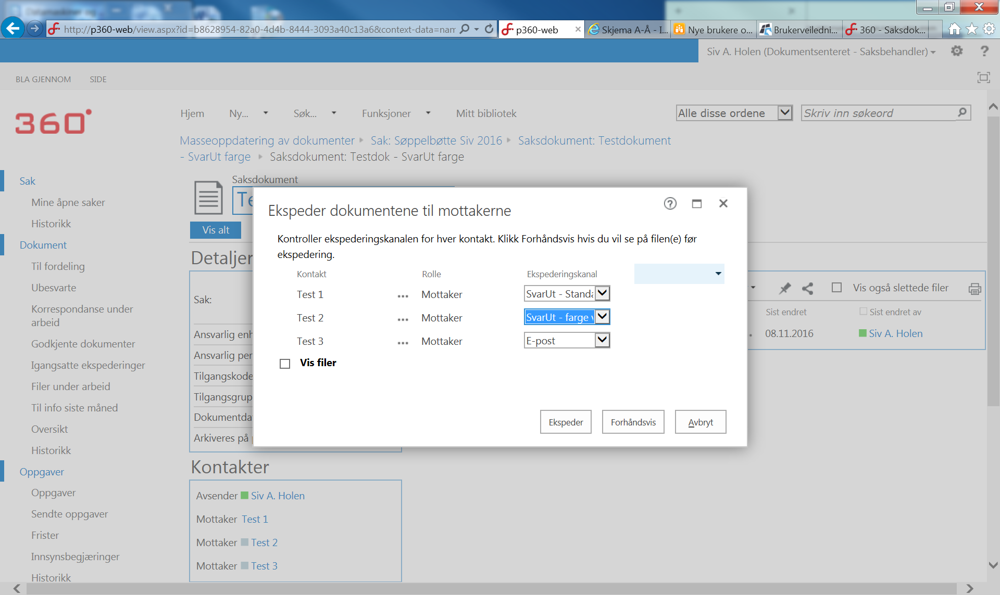 http://p360-web/view.aspx?id=b8628954-82a0-4d4b-8444-3093a40c13a6&context-data=nam
p360-web
Skjema A-Å - I...
Nye brukere o...
Brukerveiledni...
360 - Saksdok...
Siv A. Holen (Dokumentsenteret - Saksbehandler)
?
BLA GJENNOM
SIDE
360°
Hjem
Ny...
Søk...
Funksjoner
Mitt bibliotek
Alle disse ordene
Skriv inn søkeord
Masseoppdatering av dokumenter
Sak: Søppelbøtte Siv 2016
Saksdokument: Testdokument
- SvarUt farge
Saksdokument: Testdok - SvarUt farge
Sak
Mine åpne saker
Historikk
Dokument
Til fordeling
Ubesvarte
Korrespondanse under
arbeid
Godkjente dokumenter
Igangsatte ekspederinger
Filer under arbeid
Til info siste måned
Oversikt
Historikk
Oppgaver
Oppgaver
Sendte oppgaver
Frister
Innsynsbegjæringer
Historikk
Saksdokument
Te
Vis alt
Detaljer
Sak:
Ansvarlig enh
Ansvarlig per
Tilgangskode
Tilgangsgrup
Dokumentda
Arkiveres på
Ekspeder dokumentene til mottakerne
Kontroller ekspederingskanalen for hver kontakt. Klikk Forhåndsvis hvis du vil se på filen(e) før
ekspedering.
Kontakt Rolle Ekspederingskanal
Test 1 ... Mottaker SvarUt - Standa
Test 2 ... Mottaker SvarUt - farge v
Test 3 ... Mottaker E-post
Vis filer
Ekspeder
Forhåndsvis
Avbryt
Vis også slettede filer
Sist endret
Sist endret av
08.11.2016
Siv A. Holen
Kontakter
Avsender Siv A. Holen
Mottaker Test 1
Mottaker Test 2
Mottaker Test 3